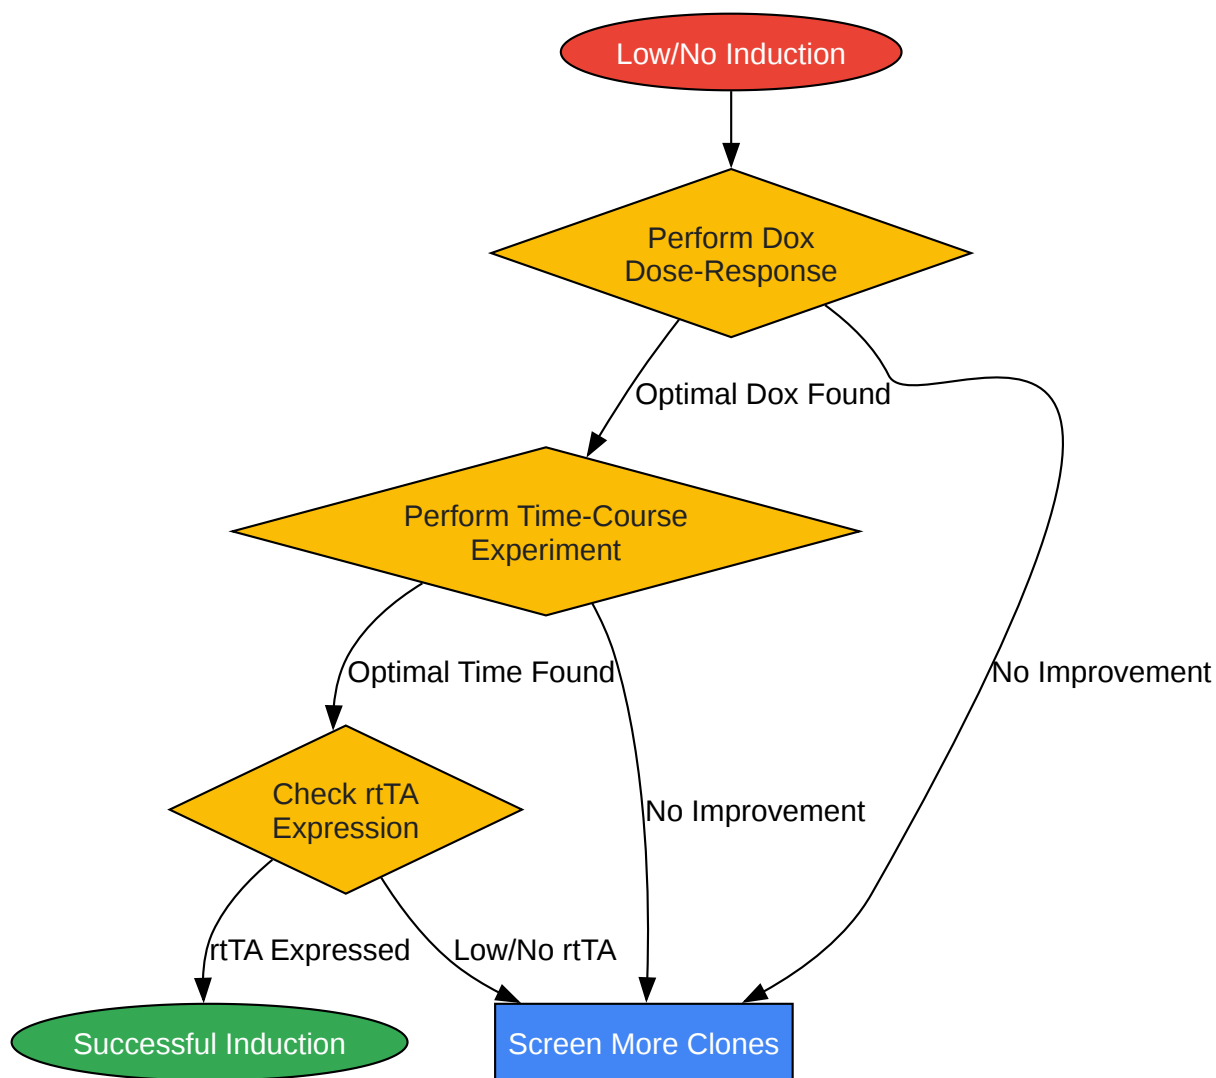 Low/No Induction
Perform Dox
Dose-Response
Optimal Dox Found
Perform Time-Course
Experiment
Optimal Time Found
No Improvement
Check rtTA
Expression
No Improvement
rtTA Expressed
Low/No rtTA
Successful Induction
Screen More Clones